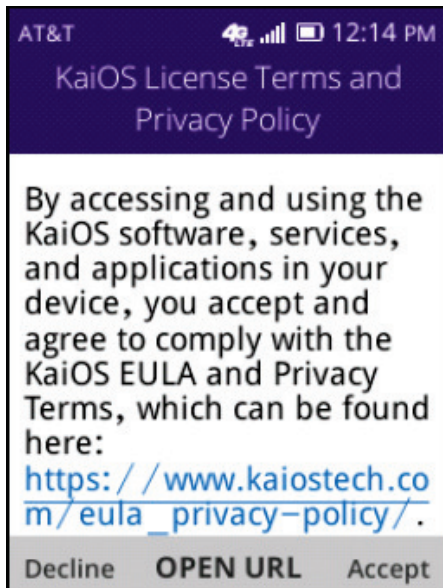 AT&T 4G LTE 12:14 PM
KaiOS License Terms and
Privacy Policy
By accessing and using the
KaiOS software, services,
and applications in your
device, you accept and
agree to comply with the
KaiOS EULA and Privacy
Terms, which can be found
here:
https://www.kaiostech.co
m/eula_privacy-policy/.
Decline OPEN URL Accept